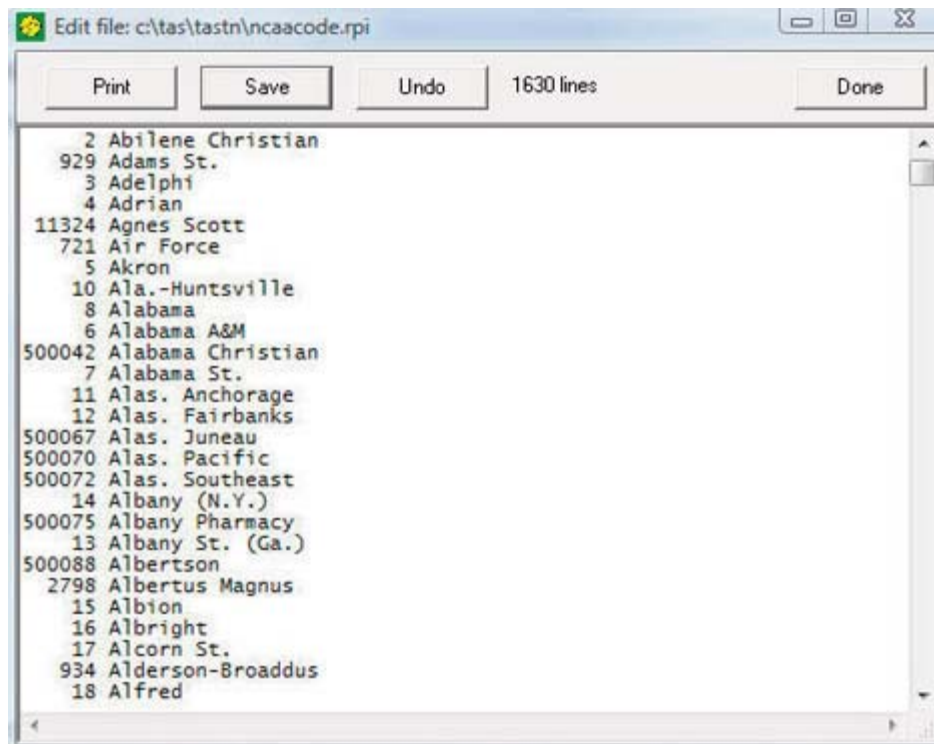 Edit file: c:\tas\tastn\ncaacode.rpi
Print Save Undo 1630 lines Done
2 Abilene Christian
929 Adams St.
3 Adelphi
4 Adrian
11324 Agnes Scott
721 Air Force
5 Akron
10 Ala.-Huntsville
8 Alabama
6 Alabama A&M
500042 Alabama Christian
7 Alabama St.
11 Alas. Anchorage
12 Alas. Fairbanks
500067 Alas. Juneau
500070 Alas. Pacific
500072 Alas. Southeast
14 Albany (N.Y.)
500075 Albany Pharmacy
13 Albany St. (Ga.)
500088 Albertson
2798 Albertus Magnus
15 Albion
16 Albright
17 Alcorn St.
934 Alderson-Broaddus
18 Alfred